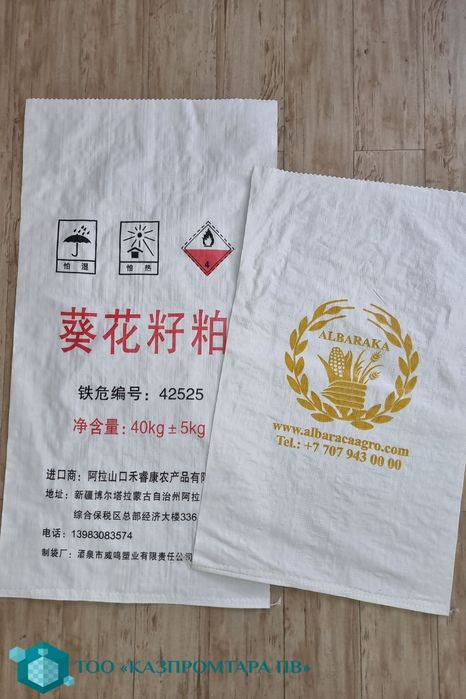 怕湿
怕热
4
葵花籽粕
铁危编号：42525
净含量：40kg±5kg
进口商：阿拉山口禾睿康农产品有限
地址：新疆博尔塔拉蒙古自治州阿拉
综合保税区总部经济大楼336
电话：13983083574
制袋厂：酒泉市威鸣塑业有限责任公司
ALBARAKA
www.albaracaagro.com
Tel.: +7 707 943 00 00
ТОО «КАЗПРОМТАРА ПВ»